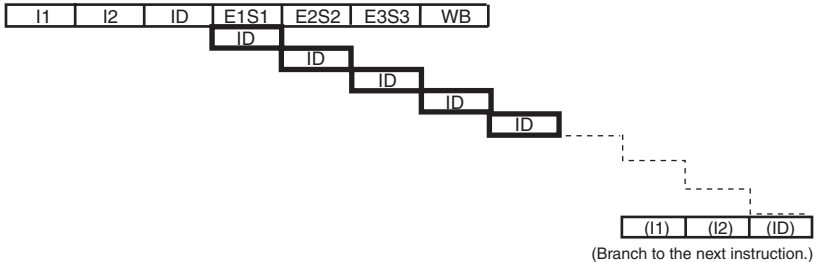 I1 I2 ID E1S1 E2S2 E3S3 WB
ID
ID
ID
ID
ID
(I1) (I2) (ID)
(Branch to the next instruction.)